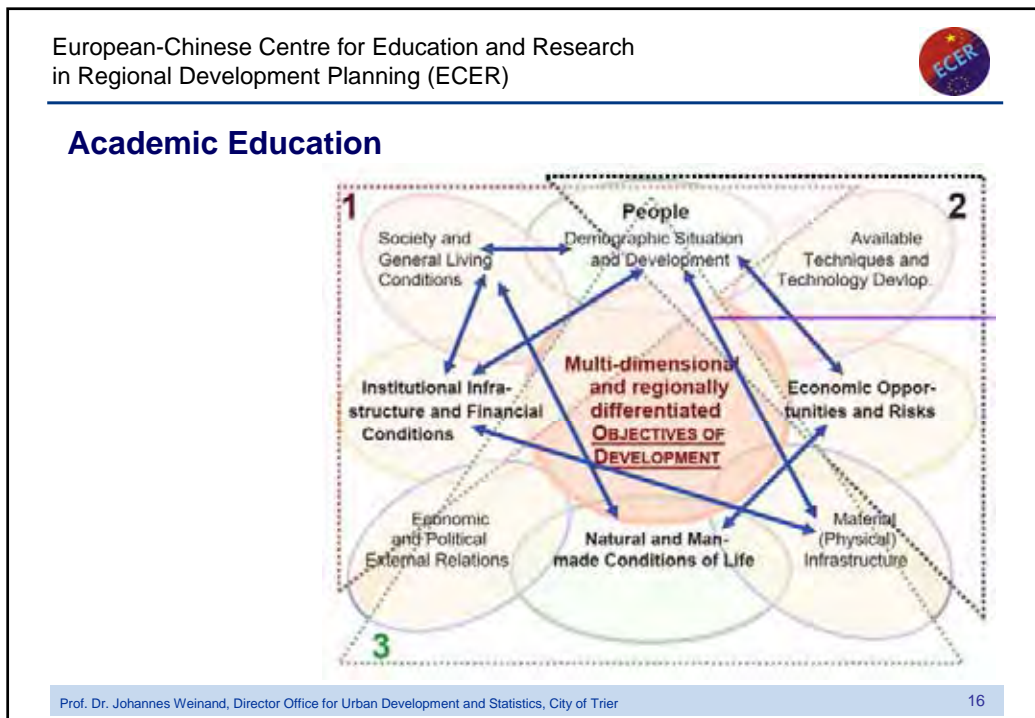 European-Chinese Centre for Education and Research
in Regional Development Planning (ECER)
ECER
Academic Education
1
2
People
Demographic Situation
and Development
Society and
General Living
Conditions
Available
Techniques and
Technology Devlop.
Institutional Infra-
structure and Financial
Conditions
Multi-dimensional
and regionally
differentiated
OBJECTIVES OF
DEVELOPMENT
Economic Oppor-
tunities and Risks
Economic
and Political
External Relations
Natural and Man-
made Conditions of Life
Material
(Physical)
Infrastructure
3
Prof. Dr. Johannes Weinand, Director Office for Urban Development and Statistics, City of Trier
16